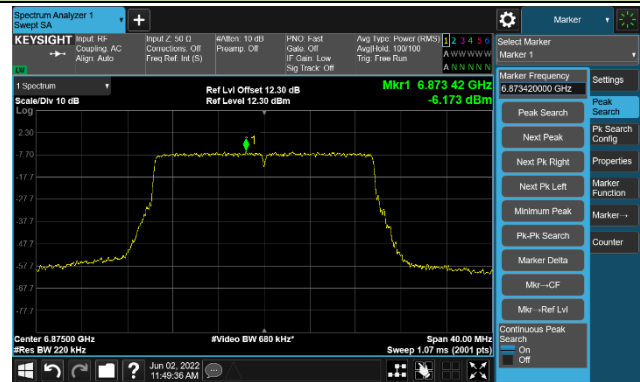 Spectrum Analyzer 1
Swept SA
+
Marker
KEYSIGHT
Input: RF
Coupling: AC
Align: Auto
Input Z: 50 Ω
Corrections: Off
Freq Ref: Int (S)
#Atten: 10 dB
Preamp: Off
PNO: Fast
Gate: Off
IF Gain: Low
Sig Track: Off
Avg Type: Power (RMS)
Avg|Hold: 100/100
Trig: Free Run
1 2 3 4 5 6
A W W W W W
A N N N N N
LW
Select Marker
Marker 1
1 Spectrum
Scale/Div 10 dB
Log
Ref Lvl Offset 12.30 dB
Ref Level 12.30 dBm
Mkr1 6.873 42 GHz
-6.173 dBm
1
2.30
-7.70
-17.7
-27.7
-37.7
-47.7
-57.7
-67.7
-77.7
Center 6.87500 GHz
#Res BW 220 kHz
#Video BW 680 kHz*
Span 40.00 MHz
Sweep 1.07 ms (2001 pts)
Marker Frequency
6.873420000 GHz
Peak Search
Next Peak
Next Pk Right
Next Pk Left
Minimum Peak
Pk-Pk Search
Marker Delta
Mkr→CF
Mkr→Ref Lvl
Continuous Peak
Search
On
Off
Settings
Peak
Search
Pk Search
Config
Properties
Marker
Function
Marker→
Counter
?
Jun 02, 2022
11:49:36 AM